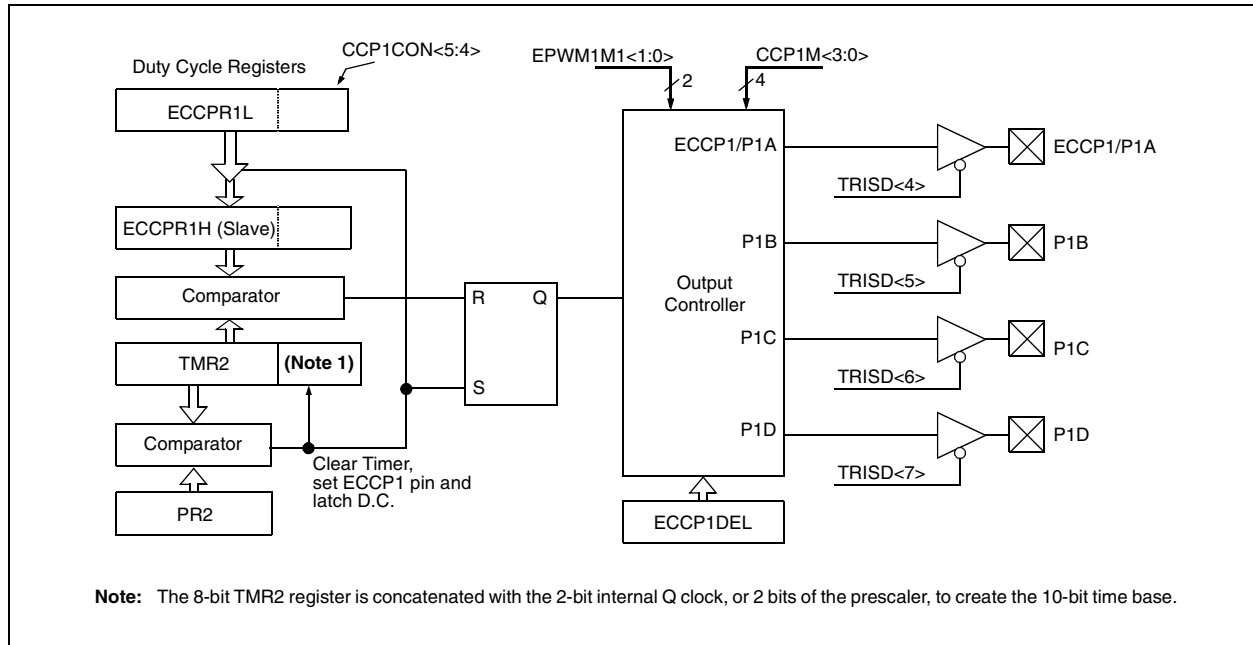 CCP1CON<5:4>
Duty Cycle Registers
ECCPR1L
ECCPR1H (Slave)
Comparator
TMR2
(Note 1)
Comparator
PR2
Clear Timer,
set ECCP1 pin and
latch D.C.
R
Q
S
EPWM1M1<1:0>
2
CCP1M<3:0>
4
Output
Controller
ECCP1/P1A
P1B
P1C
P1D
ECCP1DEL
TRISD<4>
ECCP1/P1A
TRISD<5>
P1B
TRISD<6>
P1C
TRISD<7>
P1D
Note: The 8-bit TMR2 register is concatenated with the 2-bit internal Q clock, or 2 bits of the prescaler, to create the 10-bit time base.